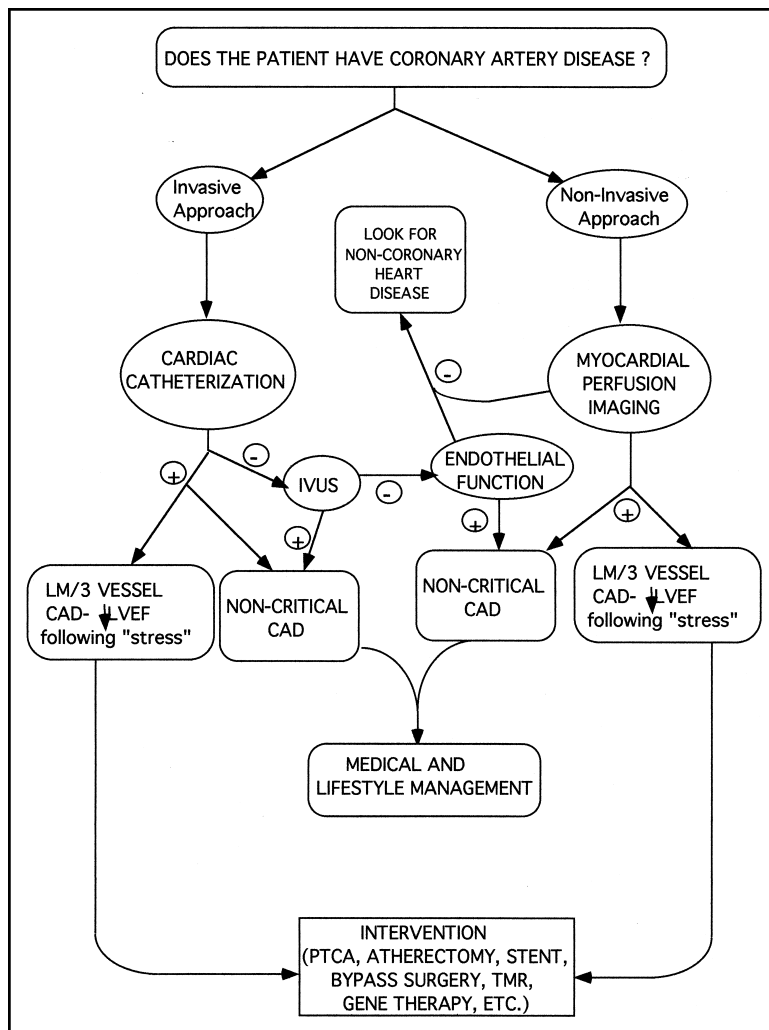 DOES THE PATIENT HAVE CORONARY ARTERY DISEASE ?
Invasive
Approach
Non-Invasive
Approach
LOOK FOR
NON-CORONARY
HEART
DISEASE
CARDIAC
CATHETERIZATION
MYOCARDIAL
PERFUSION
IMAGING
-
+
-
IVUS
-
ENDOTHELIAL
FUNCTION
+
+
+
LM/3 VESSEL
CAD- ↓LVEF
following "stress"
NON-CRITICAL
CAD
NON-CRITICAL
CAD
LM/3 VESSEL
CAD- ↓LVEF
following "stress"
MEDICAL AND
LIFESTYLE MANAGEMENT
INTERVENTION
(PTCA, ATHERECTOMY, STENT,
BYPASS SURGERY, TMR,
GENE THERAPY, ETC.)